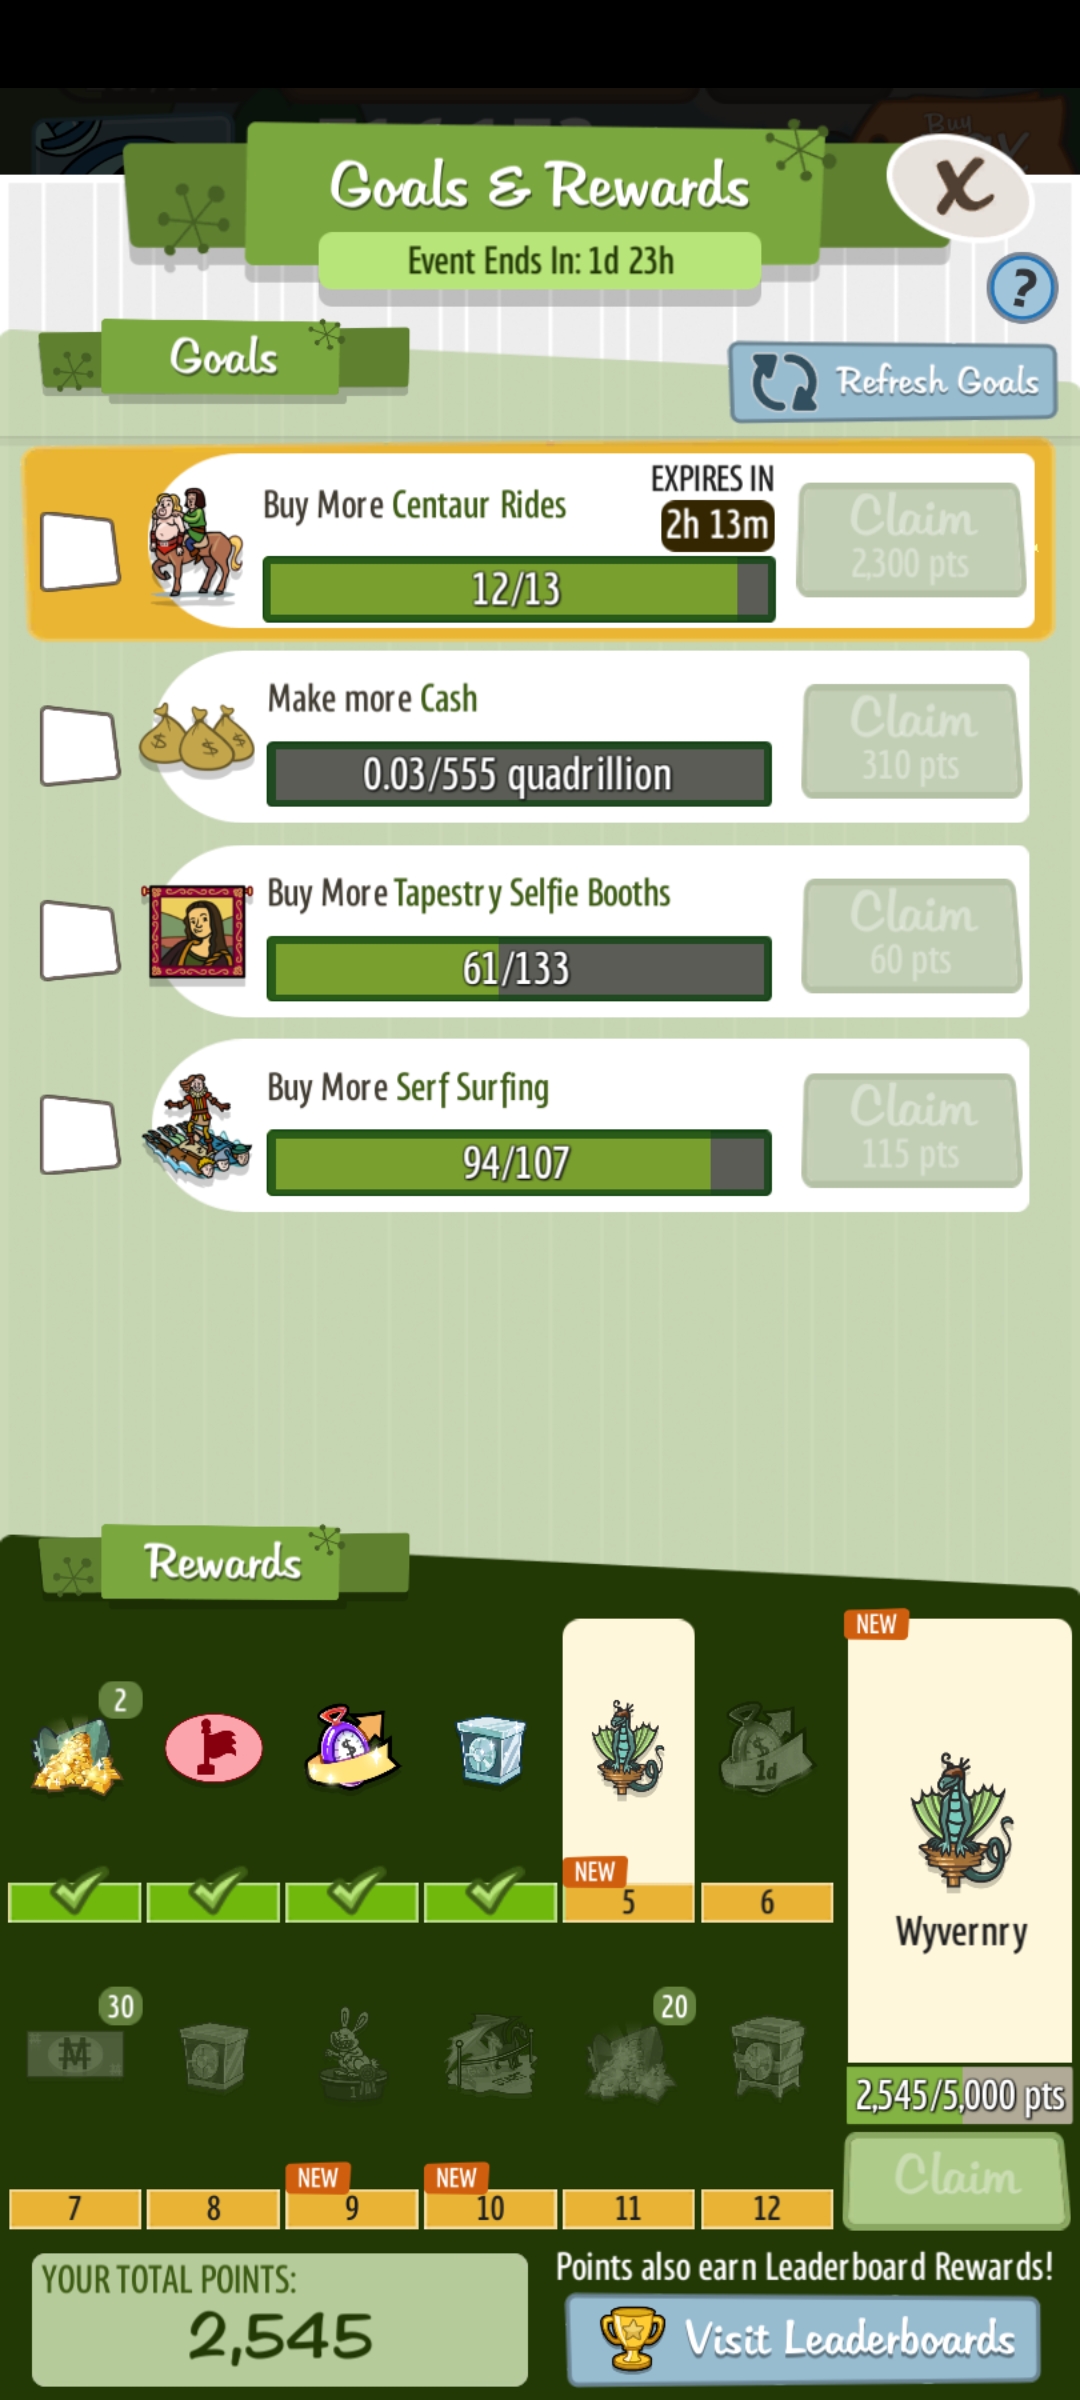 Buy
Goals & Rewards
X
Event Ends In: 1d 23h
?
Goals
Refresh Goals
Buy More Centaur Rides
EXPIRES IN
2h 13m
12/13
Claim
2,300 pts
Make more Cash
0.03/555 quadrillion
Claim
310 pts
Buy More Tapestry Selfie Booths
61/133
Claim
60 pts
Buy More Serf Surfing
94/107
Claim
115 pts
Rewards
NEW
2
1d
NEW
5
6
Wyvernry
30
20
2,545/5,000 pts
Claim
NEW
NEW
7
8
9
10
11
12
YOUR TOTAL POINTS:
2,545
Points also earn Leaderboard Rewards!
Visit Leaderboards